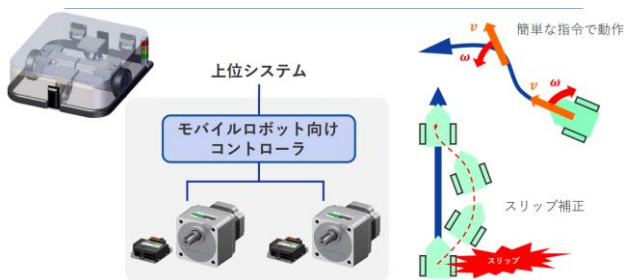 上位システム
モバイルロボット向け
コントローラ
簡単な指令で動作
v
ω
v
ω
スリップ補正
スリップ